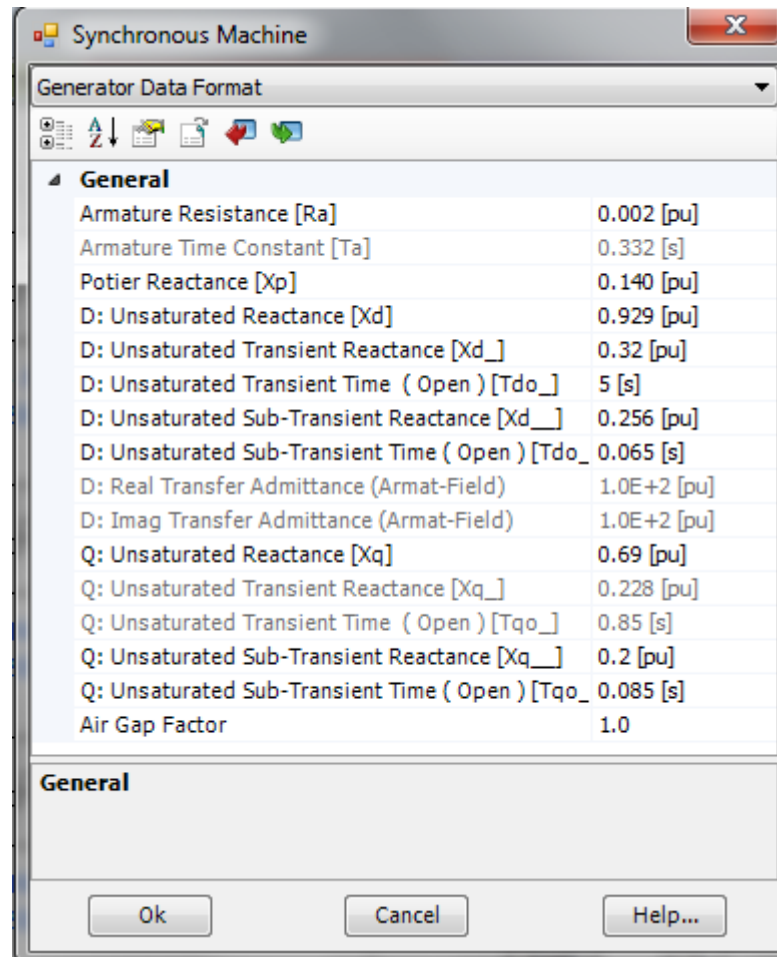 Synchronous Machine
Generator Data Format
General
Armature Resistance [Ra] 0.002 [pu]
Armature Time Constant [Ta] 0.332 [s]
Potier Reactance [Xp] 0.140 [pu]
D: Unsaturated Reactance [Xd] 0.929 [pu]
D: Unsaturated Transient Reactance [Xd_] 0.32 [pu]
D: Unsaturated Transient Time ( Open ) [Tdo_] 5 [s]
D: Unsaturated Sub-Transient Reactance [Xd__] 0.256 [pu]
D: Unsaturated Sub-Transient Time ( Open ) [Tdo_ 0.065 [s]
D: Real Transfer Admittance (Armat-Field) 1.0E+2 [pu]
D: Imag Transfer Admittance (Armat-Field) 1.0E+2 [pu]
Q: Unsaturated Reactance [Xq] 0.69 [pu]
Q: Unsaturated Transient Reactance [Xq_] 0.228 [pu]
Q: Unsaturated Transient Time ( Open ) [Tqo_] 0.85 [s]
Q: Unsaturated Sub-Transient Reactance [Xq__] 0.2 [pu]
Q: Unsaturated Sub-Transient Time ( Open ) [Tqo_ 0.085 [s]
Air Gap Factor 1.0
General
Ok Cancel Help...